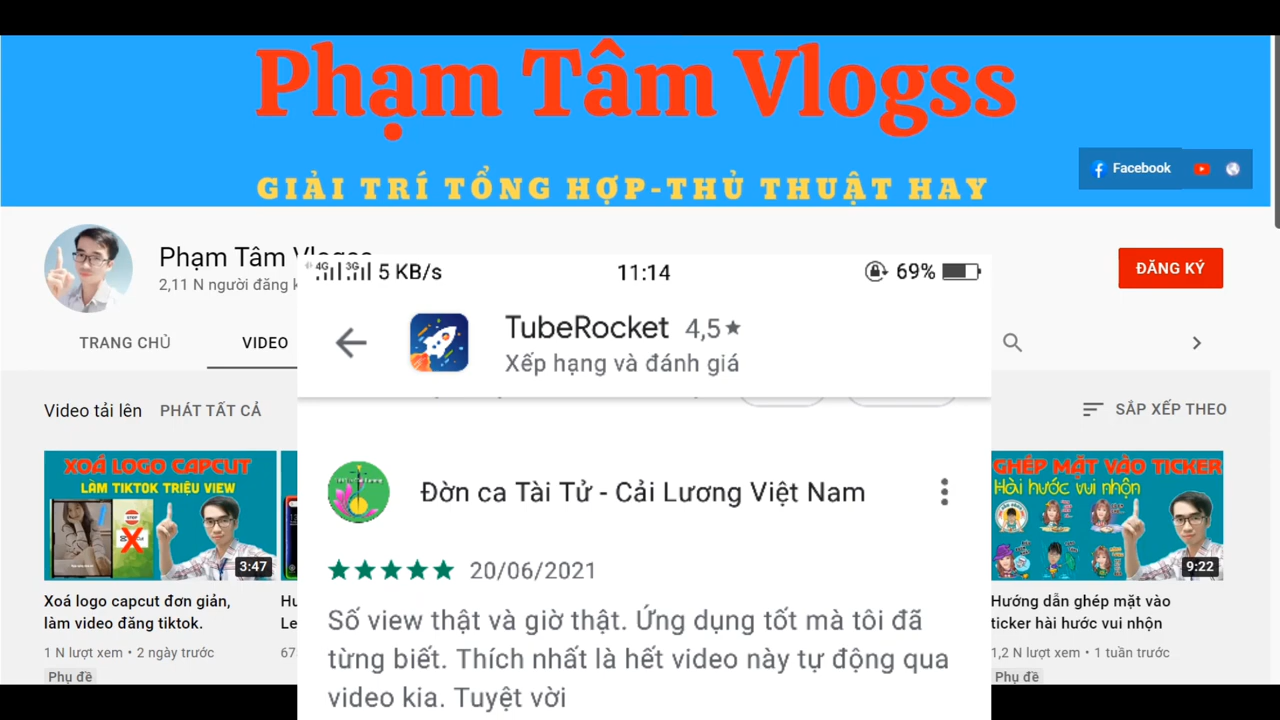 Phạm Tâm Vlogss
GIẢI TRÍ TỔNG HỢP-THỦ THUẬT HAY
Facebook
Phạm Tâm Vlogss
2,11 N người đăng k
ĐĂNG KÝ
TRANG CHỦ
VIDEO
Video tải lên
PHÁT TẤT CẢ
SẮP XẾP THEO
4G 3G 5 KB/s
11:14
69%
TubeRocket 4,5★
Xếp hạng và đánh giá
Đờn ca Tài Tử - Cải Lương Việt Nam
20/06/2021
Số view thật và giờ thật. Ứng dụng tốt mà tôi đã
từng biết. Thích nhất là hết video này tự động qua
video kia. Tuyệt vời
XOÁ LOGO CAPCUT
LÀM TIKTOK TRIỆU VIEW
STOP
3:47
Xoá logo capcut đơn giản,
làm video đăng tiktok.
1 N lượt xem • 2 ngày trước
Phụ đề
Hu
Le
67
GHÉP MẶT VÀO TICKER
Hài hước vui nhộn
9:22
Hướng dẫn ghép mặt vào
ticker hài hước vui nhộn
1,2 N lượt xem • 1 tuần trước
Phụ đề